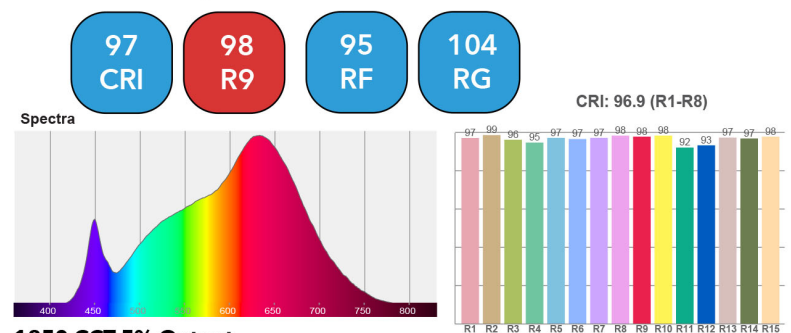 97
CRI
98
R9
95
RF
104
RG
CRI: 96.9 (R1-R8)
Spectra
97 99 96 95 97 97 97 98 98 98 92 93 97 97 98
400 450 500 600 650 700 750 800
R1 R2 R3 R4 R5 R6 R7 R8 R9 R10 R11 R12 R13 R14 R15